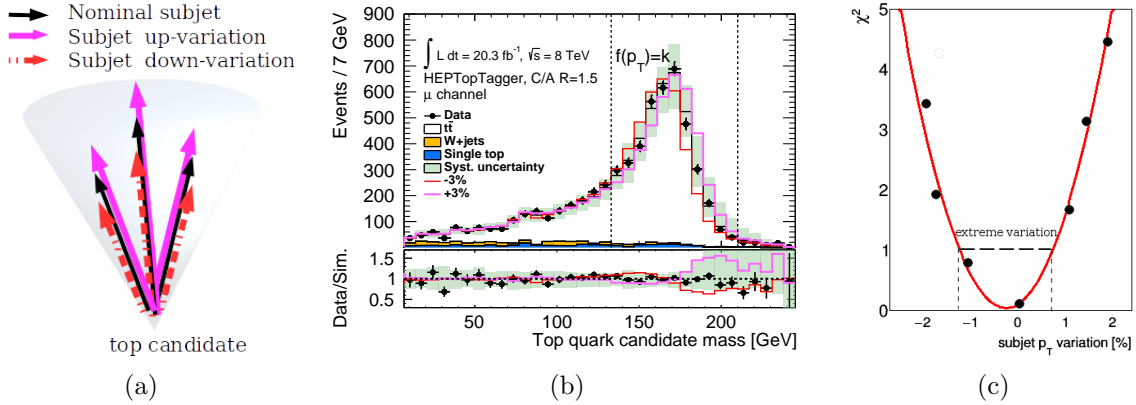 Nominal subjet
Subjet up-variation
Subjet down-variation
top candidate
(a)
Events / 7 GeV
900
800
700
600
500
400
300
200
100
∫ L dt = 20.3 fb⁻¹, √s = 8 TeV
HEPTopTagger, C/A R=1.5
μ channel
Data
tt̄
W+jets
Single top
Syst. uncertainty
-3%
+3%
f(p_T)=k
Data/Sim.
1.5
1
0.5
50 100 150 200
Top quark candidate mass [GeV]
(b)
χ²
5
4
3
2
1
0
extreme variation
-2 -1 0 1 2
subjet p_T variation [%]
(c)